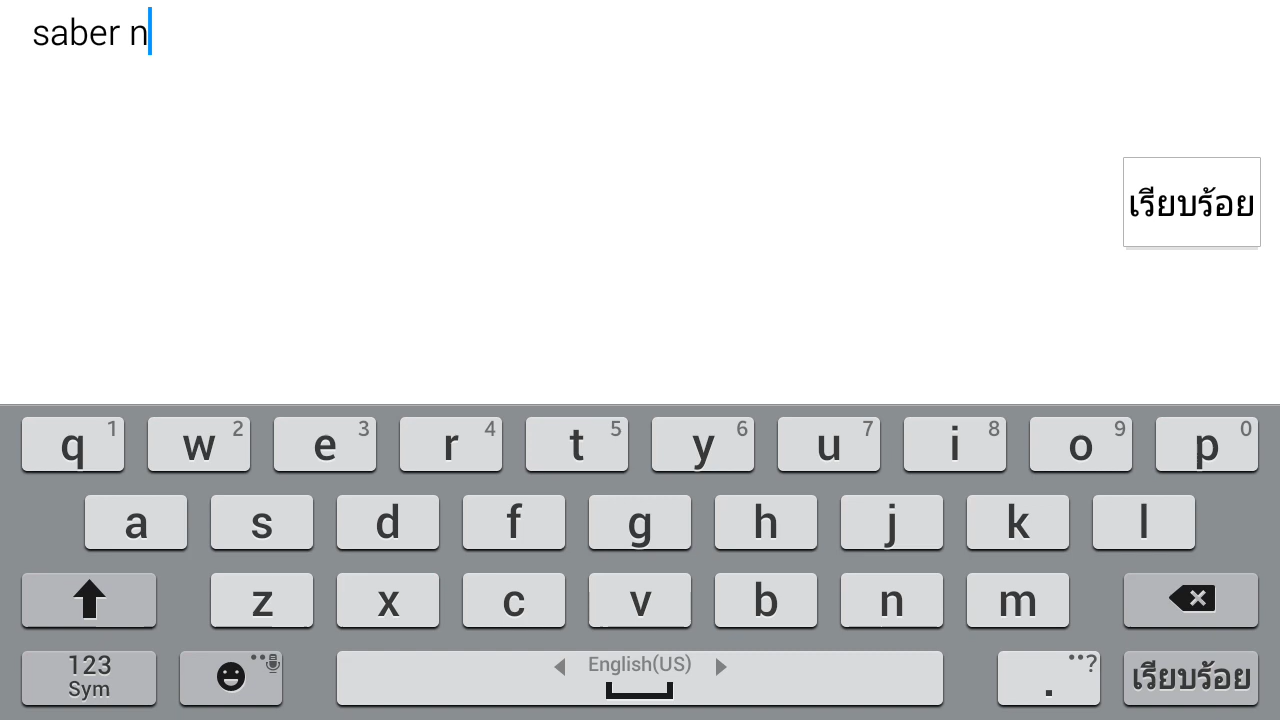 saber n
เรียบร้อย
q 1 w 2 e 3 r 4 t 5 y 6 u 7 i 8 o 9 p 0
a s d f g h j k l
z x c v b n m
123
Sym
English(US)
. ?
เรียบร้อย